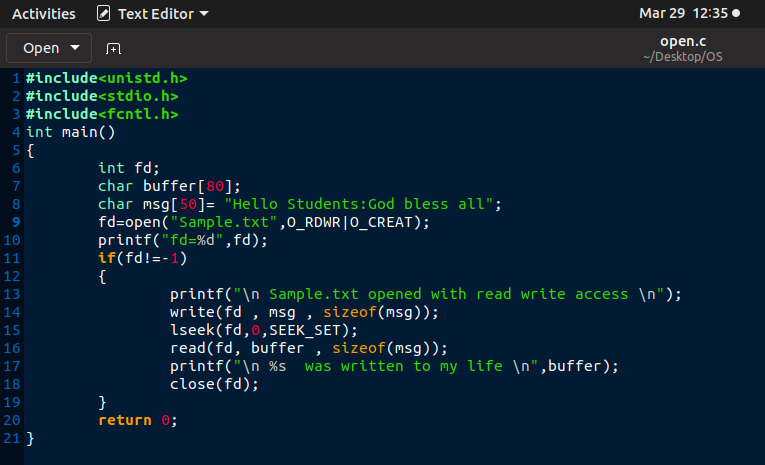 Activities Text Editor Mar 29 12:35
Open open.c
~/Desktop/OS
1 #include<unistd.h>
2 #include<stdio.h>
3 #include<fcntl.h>
4 int main()
5 {
6 int fd;
7 char buffer[80];
8 char msg[50]= "Hello Students:God bless all";
9 fd=open("Sample.txt",O_RDWR|O_CREAT);
10 printf("fd=%d",fd);
11 if(fd!=-1)
12 {
13 printf("\n Sample.txt opened with read write access \n");
14 write(fd , msg , sizeof(msg));
15 lseek(fd,0,SEEK_SET);
16 read(fd, buffer , sizeof(msg));
17 printf("\n %s  was written to my life \n",buffer);
18 close(fd);
19 }
20 return 0;
21 }